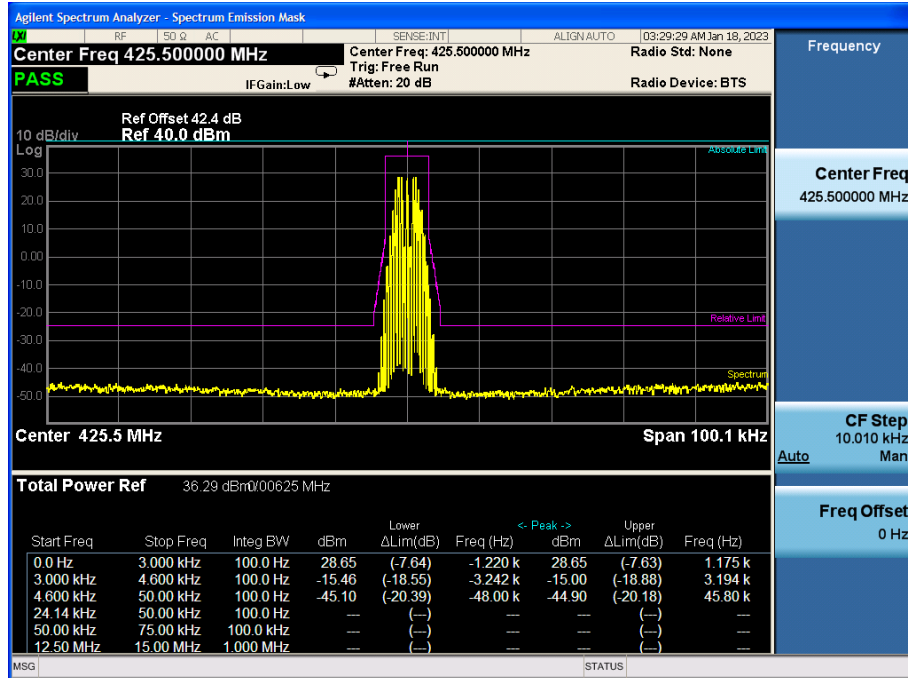 Agilent Spectrum Analyzer - Spectrum Emission Mask
LXI RF 50 Ω AC SENSE:INT ALIGN AUTO 03:29:29 AM Jan 18, 2023
Center Freq 425.500000 MHz Center Freq: 425.500000 MHz Radio Std: None
Trig: Free Run
PASS IFGain:Low #Atten: 20 dB Radio Device: BTS
Frequency
Ref Offset 42.4 dB
10 dB/div Ref 40.0 dBm
Log
Absolute Limit
30.0
20.0
10.0
0.00
-10.0
-20.0
Relative Limit
-30.0
-40.0
Spectrum
-50.0
Center 425.5 MHz Span 100.1 kHz
Center Freq
425.500000 MHz
CF Step
10.010 kHz
Auto Man
Freq Offset
0 Hz
Total Power Ref 36.29 dBm/0.00625 MHz
Lower <- Peak -> Upper
Start Freq Stop Freq Integ BW dBm ΔLim(dB) Freq (Hz) dBm ΔLim(dB) Freq (Hz)
0.0 Hz 3.000 kHz 100.0 Hz 28.65 (-7.64) -1.220 k 28.65 (-7.63) 1.175 k
3.000 kHz 4.600 kHz 100.0 Hz -15.46 (-18.55) -3.242 k -15.00 (-18.88) 3.194 k
4.600 kHz 50.00 kHz 100.0 Hz -45.10 (-20.39) -48.00 k -44.90 (-20.18) 45.80 k
24.14 kHz 50.00 kHz 100.0 Hz --- (---) --- --- (---) ---
50.00 kHz 75.00 kHz 100.0 kHz --- (---) --- --- (---) ---
12.50 MHz 15.00 MHz 1.000 MHz --- (---) --- --- (---) ---
MSG STATUS